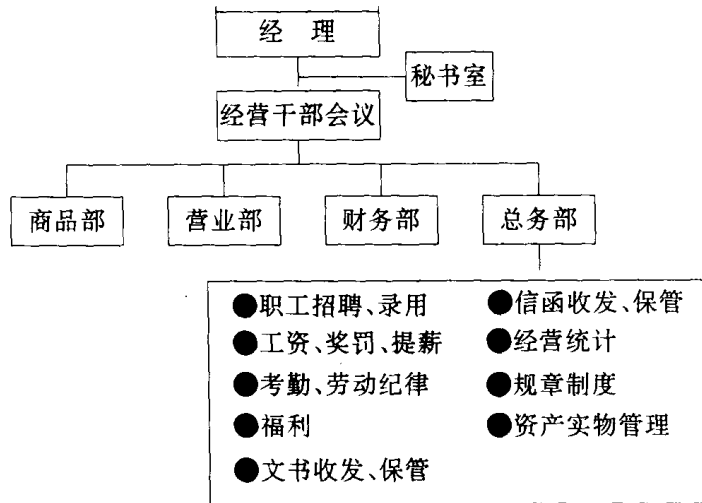 经 理
秘书室
经营干部会议
商品部 营业部 财务部 总务部
●职工招聘、录用 ●信函收发、保管
●工资、奖罚、提薪 ●经营统计
●考勤、劳动纪律 ●规章制度
●福利 ●资产实物管理
●文书收发、保管